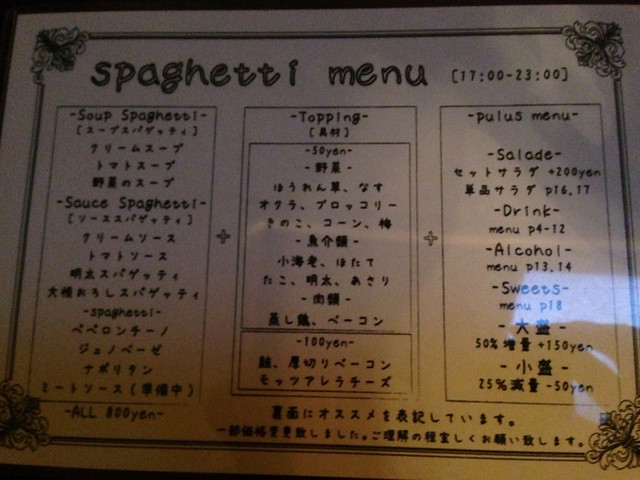 spaghetti menu [17:00-23:00]
-Soup Spaghetti-
[スープスパゲッティ]
クリームスープ
トマトスープ
野菜のスープ
-Sauce Spaghetti-
[ソーススパゲッティ]
クリームソース
トマトソース
明太スパゲッティ
大根おろしスパゲッティ
-spaghetti-
ペペロンチーノ
ジェノベーゼ
ナポリタン
ミートソース(準備中)
-ALL 800yen-
+
-Topping-
[具材]
-50yen-
-野菜-
ほうれん草、なす
オクラ、ブロッコリー
きのこ、コーン、梅
-魚介類-
小海老、ほたて
たこ、明太、あさり
-肉類-
蒸し鶏、ベーコン
-100yen-
鮭、厚切りベーコン
モッツアレラチーズ
+
-pulus menu-
-Salade-
セットサラダ +200yen
単品サラダ p16.17
-Drink-
menu p4-12
-Alcohol-
menu p13.14
-Sweets-
menu p18
-大盛-
50%増量 +150yen
-小盛-
25%減量 -50yen
裏面にオススメを表記しています。
一部価格変更致しました。ご理解の程宜しくお願い致します。